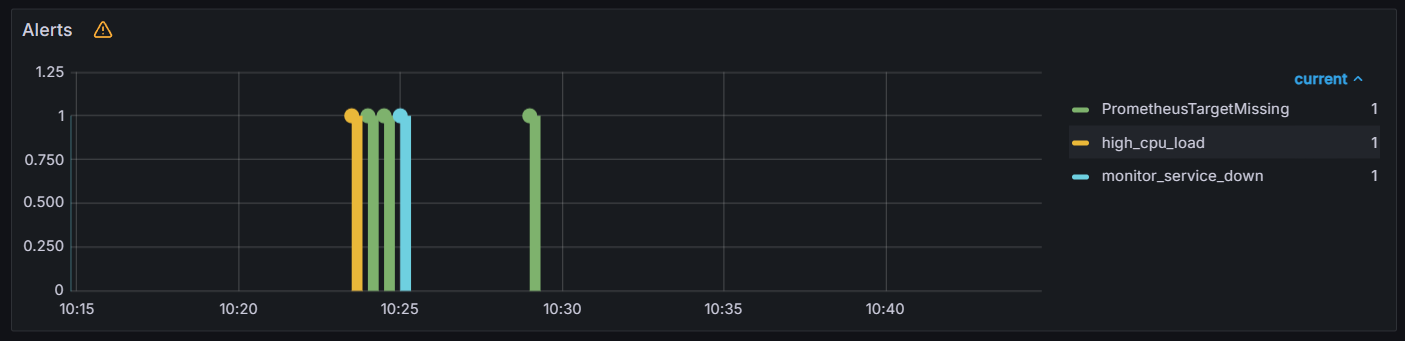 Alerts
current
1.25
1
0.750
0.500
0.250
0
10:15 10:20 10:25 10:30 10:35 10:40
PrometheusTargetMissing 1
high_cpu_load 1
monitor_service_down 1